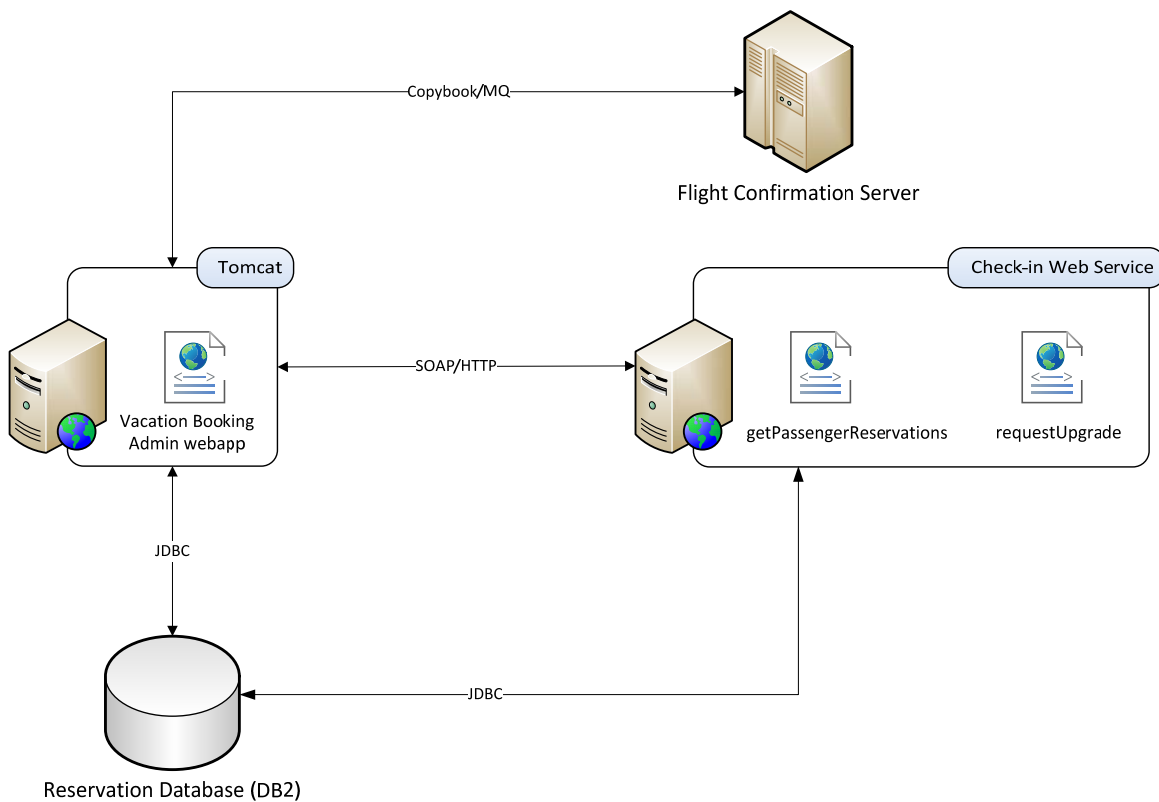 Copybook/MQ
Flight Confirmation Server
Tomcat
Check-in Web Service
SOAP/HTTP
Vacation Booking
Admin webapp
getPassengerReservations
requestUpgrade
JDBC
JDBC
Reservation Database (DB2)